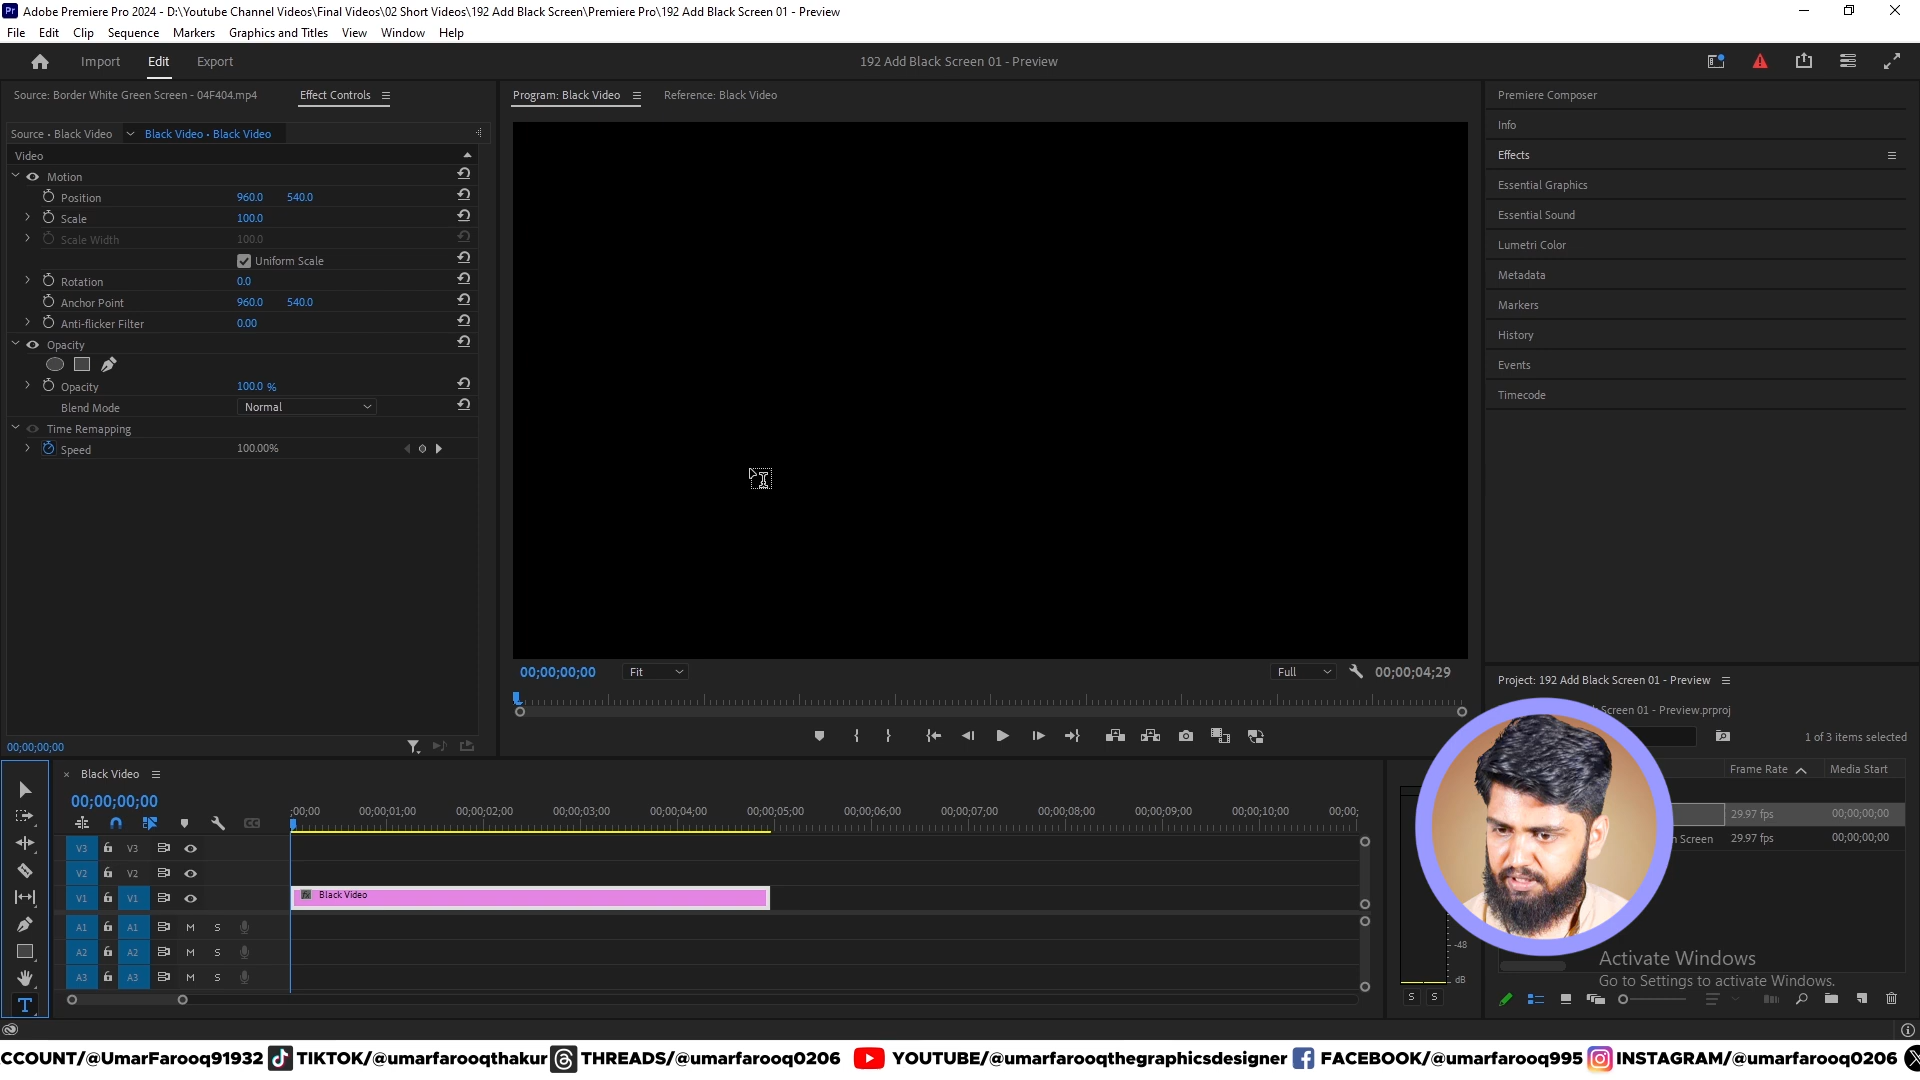 Adobe Premiere Pro 2024 - D:\Youtube Channel Videos\Final Videos\02 Short Videos\192 Add Black Screen\Premiere Pro\192 Add Black Screen 01 - Preview
File Edit Clip Sequence Markers Graphics and Titles View Window Help
Import Edit Export
192 Add Black Screen 01 - Preview
Source: Border White Green Screen - 04F404.mp4
Effect Controls
Source • Black Video
Black Video • Black Video
Video
Motion
Position 960.0 540.0
Scale 100.0
Scale Width 100.0
Uniform Scale
Rotation 0.0
Anchor Point 960.0 540.0
Anti-flicker Filter 0.00
Opacity
Opacity 100.0 %
Blend Mode Normal
Time Remapping
Speed 100.00%
00;00;00;00
Program: Black Video
Reference: Black Video
00;00;00;00
Fit
Full
00;00;04;29
Premiere Composer
Info
Effects
Essential Graphics
Essential Sound
Lumetri Color
Metadata
Markers
History
Events
Timecode
Project: 192 Add Black Screen 01 - Preview
Screen 01 - Preview.prproj
1 of 3 items selected
Frame Rate Media Start
29.97 fps 00;00;00;00
Screen 29.97 fps 00;00;00;00
Black Video
00;00;00;00
;00;00 00;00;01;00 00;00;02;00 00;00;03;00 00;00;04;00 00;00;05;00 00;00;06;00 00;00;07;00 00;00;08;00 00;00;09;00 00;00;10;00 00;00;
V3 V3
V2 V2
V1 V1
Black Video
A1 A1 M S
A2 A2 M S
A3 A3 M S
-48
dB
S S
Activate Windows
Go to Settings to activate Windows.
CCOUNT/@UmarFarooq91932 TIKTOK/@umarfarooqthakur THREADS/@umarfarooq0206 YOUTUBE/@umarfarooqthegraphicsdesigner FACEBOOK/@umarfarooq995 INSTAGRAM/@umarfarooq0206